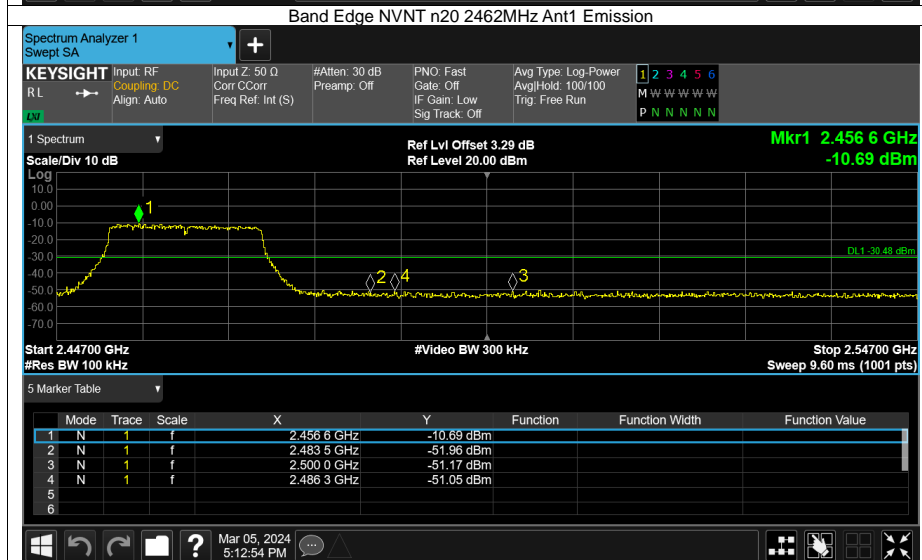 Band Edge NVNT n20 2462MHz Ant1 Emission
Spectrum Analyzer 1
Swept SA
KEYSIGHT Input: RF Input Z: 50 Ω #Atten: 30 dB PNO: Fast Avg Type: Log-Power 1 2 3 4 5 6
R L Coupling: DC Corr CCorr Preamp: Off Gate: Off Avg|Hold: 100/100 M W W W W W
Align: Auto Freq Ref: Int (S) IF Gain: Low Trig: Free Run
LXI Sig Track: Off P N N N N N
1 Spectrum Ref Lvl Offset 3.29 dB Mkr1 2.456 6 GHz
Scale/Div 10 dB Ref Level 20.00 dBm -10.69 dBm
Log
10.0
0.00 1
-10.0
-20.0
-30.0 DL1 -30.48 dBm
-40.0 2 4 3
-50.0
-60.0
-70.0
Start 2.44700 GHz #Video BW 300 kHz Stop 2.54700 GHz
#Res BW 100 kHz Sweep 9.60 ms (1001 pts)
5 Marker Table
Mode Trace Scale X Y Function Function Width Function Value
1 N 1 f 2.456 6 GHz -10.69 dBm
2 N 1 f 2.483 5 GHz -51.96 dBm
3 N 1 f 2.500 0 GHz -51.17 dBm
4 N 1 f 2.486 3 GHz -51.05 dBm
5
6
? Mar 05, 2024
5:12:54 PM